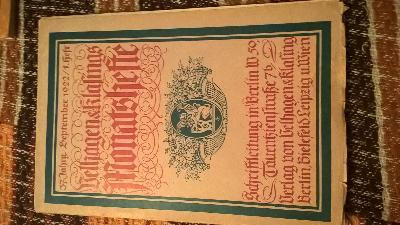 37. Jahrg. September 1922 / 1. Heft
Velhagen & Klasings
Monatshefte
Schriftleitung in Berlin W 50
Tauentzienstraße 7b
Verlag von Velhagen & Klasing
Berlin, Bielefeld, Leipzig u. Wien